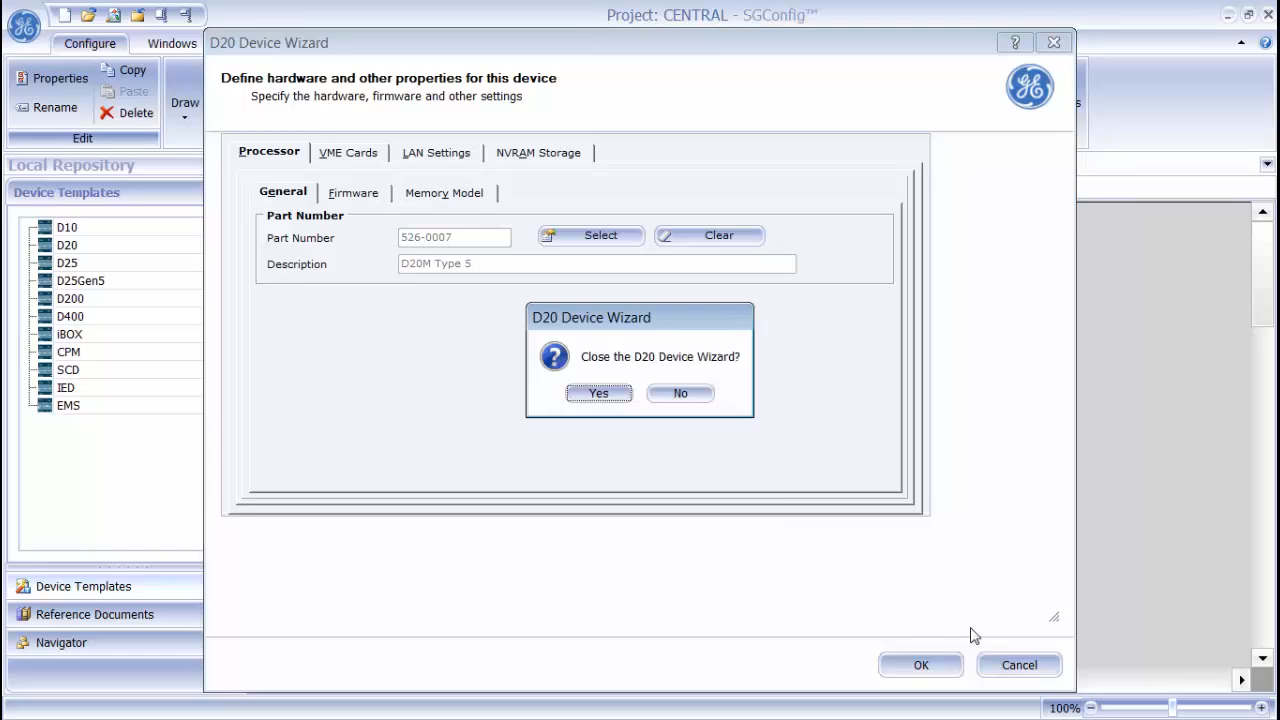 Project: CENTRAL - SGConfig™
Configure
Windows
D20 Device Wizard
Define hardware and other properties for this device
Specify the hardware, firmware and other settings
Properties
Copy
Paste
Rename
Delete
Draw
s
Edit
Local Repository
Device Templates
Processor
VME Cards
LAN Settings
NVRAM Storage
General
Firmware
Memory Model
Part Number
Part Number
526-0007
Select
Clear
Description
D20M Type 5
D10
D20
D25
D25Gen5
D200
D400
iBOX
CPM
SCD
IED
EMS
D20 Device Wizard
Close the D20 Device Wizard?
Yes
No
Device Templates
Reference Documents
Navigator
OK
Cancel
100%